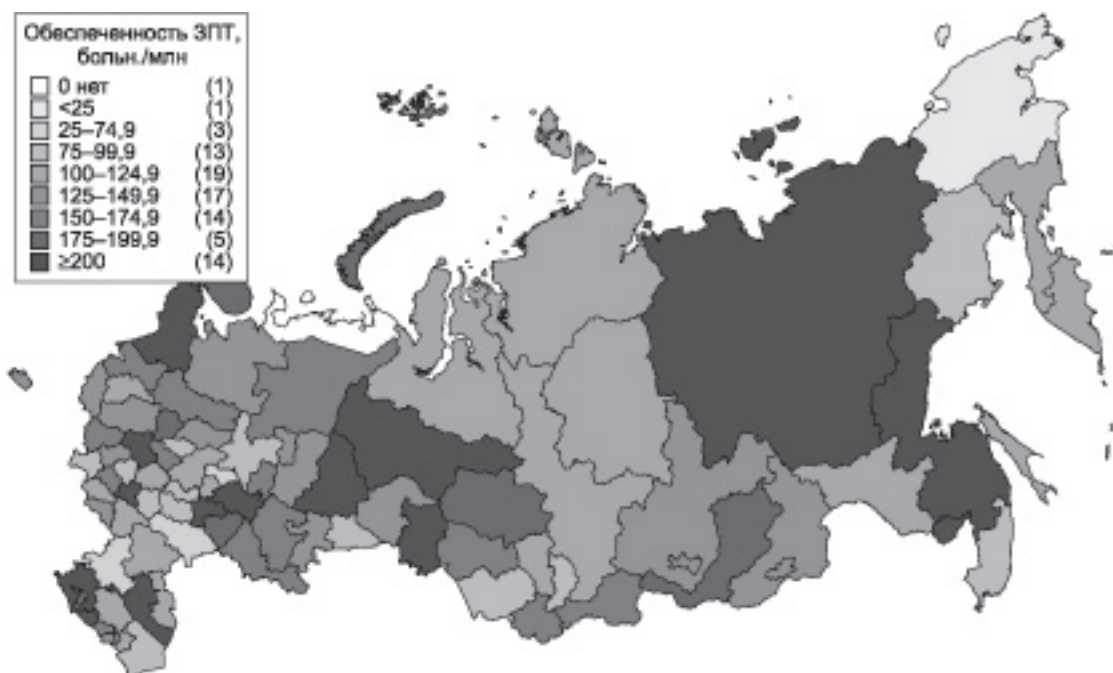 Обеспеченность ЗПТ,
больн./млн
0 нет (1)
<25 (1)
25–74,9 (3)
75–99,9 (13)
100–124,9 (19)
125–149,9 (17)
150–174,9 (14)
175–199,9 (5)
≥200 (14)